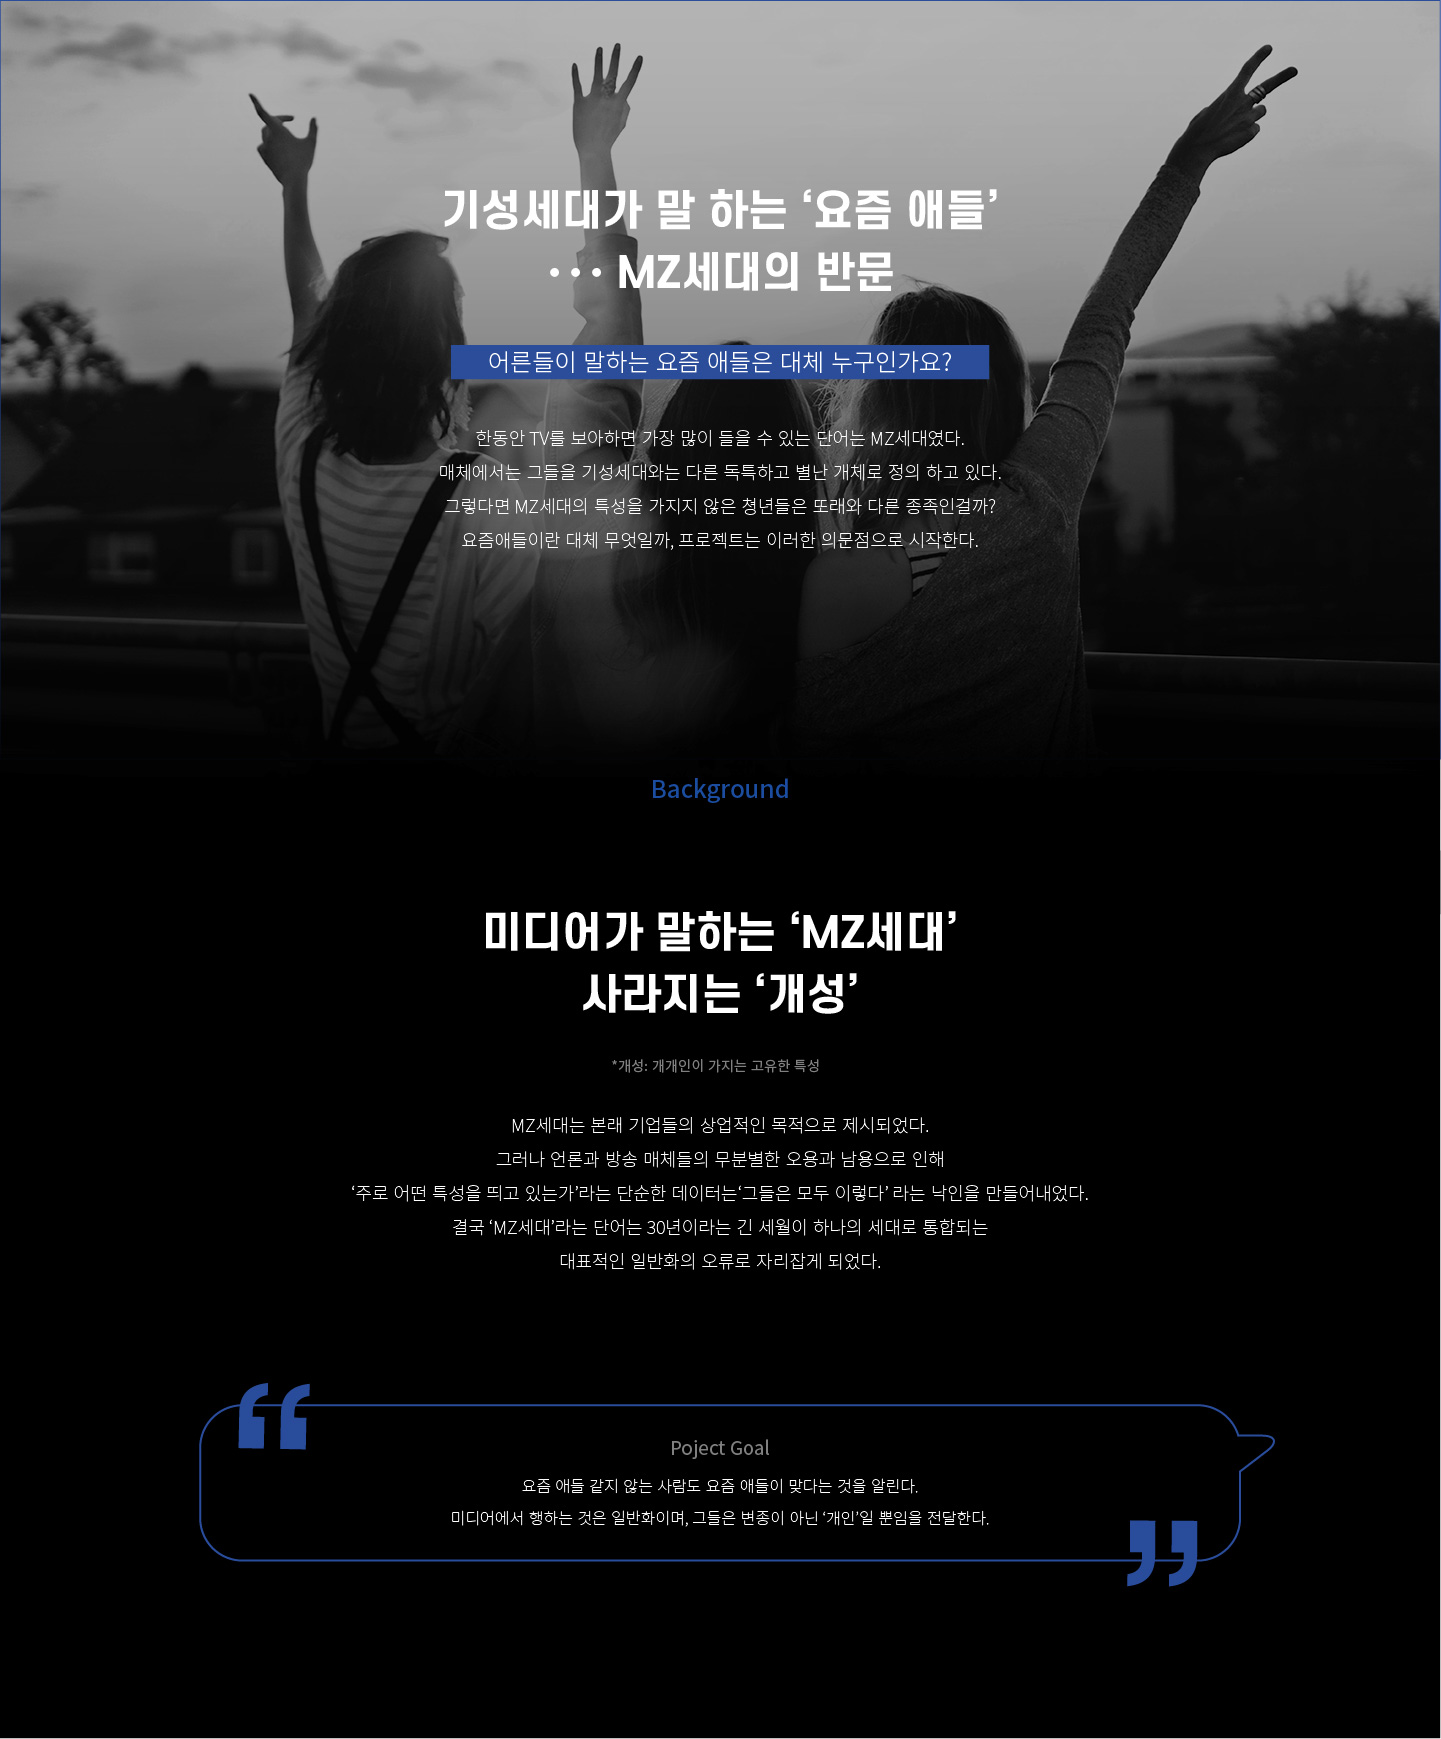 기성세대가 말 하는 ‘요즘 애들’
··· MZ세대의 반문
어른들이 말하는 요즘 애들은 대체 누구인가요?
한동안 TV를 보아하면 가장 많이 들을 수 있는 단어는 MZ세대였다.
매체에서는 그들을 기성세대와는 다른 독특하고 별난 개체로 정의 하고 있다.
그렇다면 MZ세대의 특성을 가지지 않은 청년들은 또래와 다른 종족인걸까?
요즘애들이란 대체 무엇일까, 프로젝트는 이러한 의문점으로 시작한다.
Background
미디어가 말하는 ‘MZ세대’
사라지는 ‘개성’
*개성: 개개인이 가지는 고유한 특성
MZ세대는 본래 기업들의 상업적인 목적으로 제시되었다.
그러나 언론과 방송 매체들의 무분별한 오용과 남용으로 인해
‘주로 어떤 특성을 띄고 있는가’라는 단순한 데이터는‘그들은 모두 이렇다’ 라는 낙인을 만들어내었다.
결국 ‘MZ세대’라는 단어는 30년이라는 긴 세월이 하나의 세대로 통합되는
대표적인 일반화의 오류로 자리잡게 되었다.
Poject Goal
요즘 애들 같지 않는 사람도 요즘 애들이 맞다는 것을 알린다.
미디어에서 행하는 것은 일반화이며, 그들은 변종이 아닌 ‘개인’일 뿐임을 전달한다.